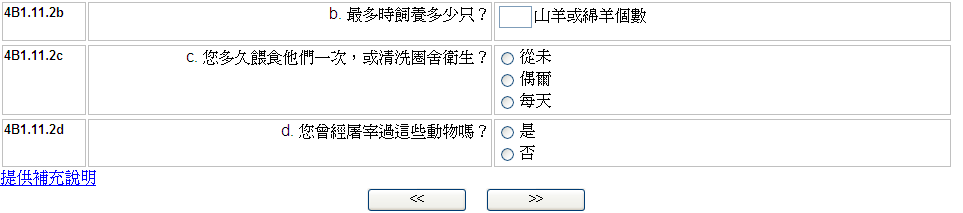 4B1.11.2b b. 最多時飼養多少只？ 山羊或綿羊個數
4B1.11.2c c. 您多久餵食他們一次，或清洗圈舍衛生？ 從未
偶爾
每天
4B1.11.2d d. 您曾經屠宰過這些動物嗎？ 是
否
提供補充說明
<< >>